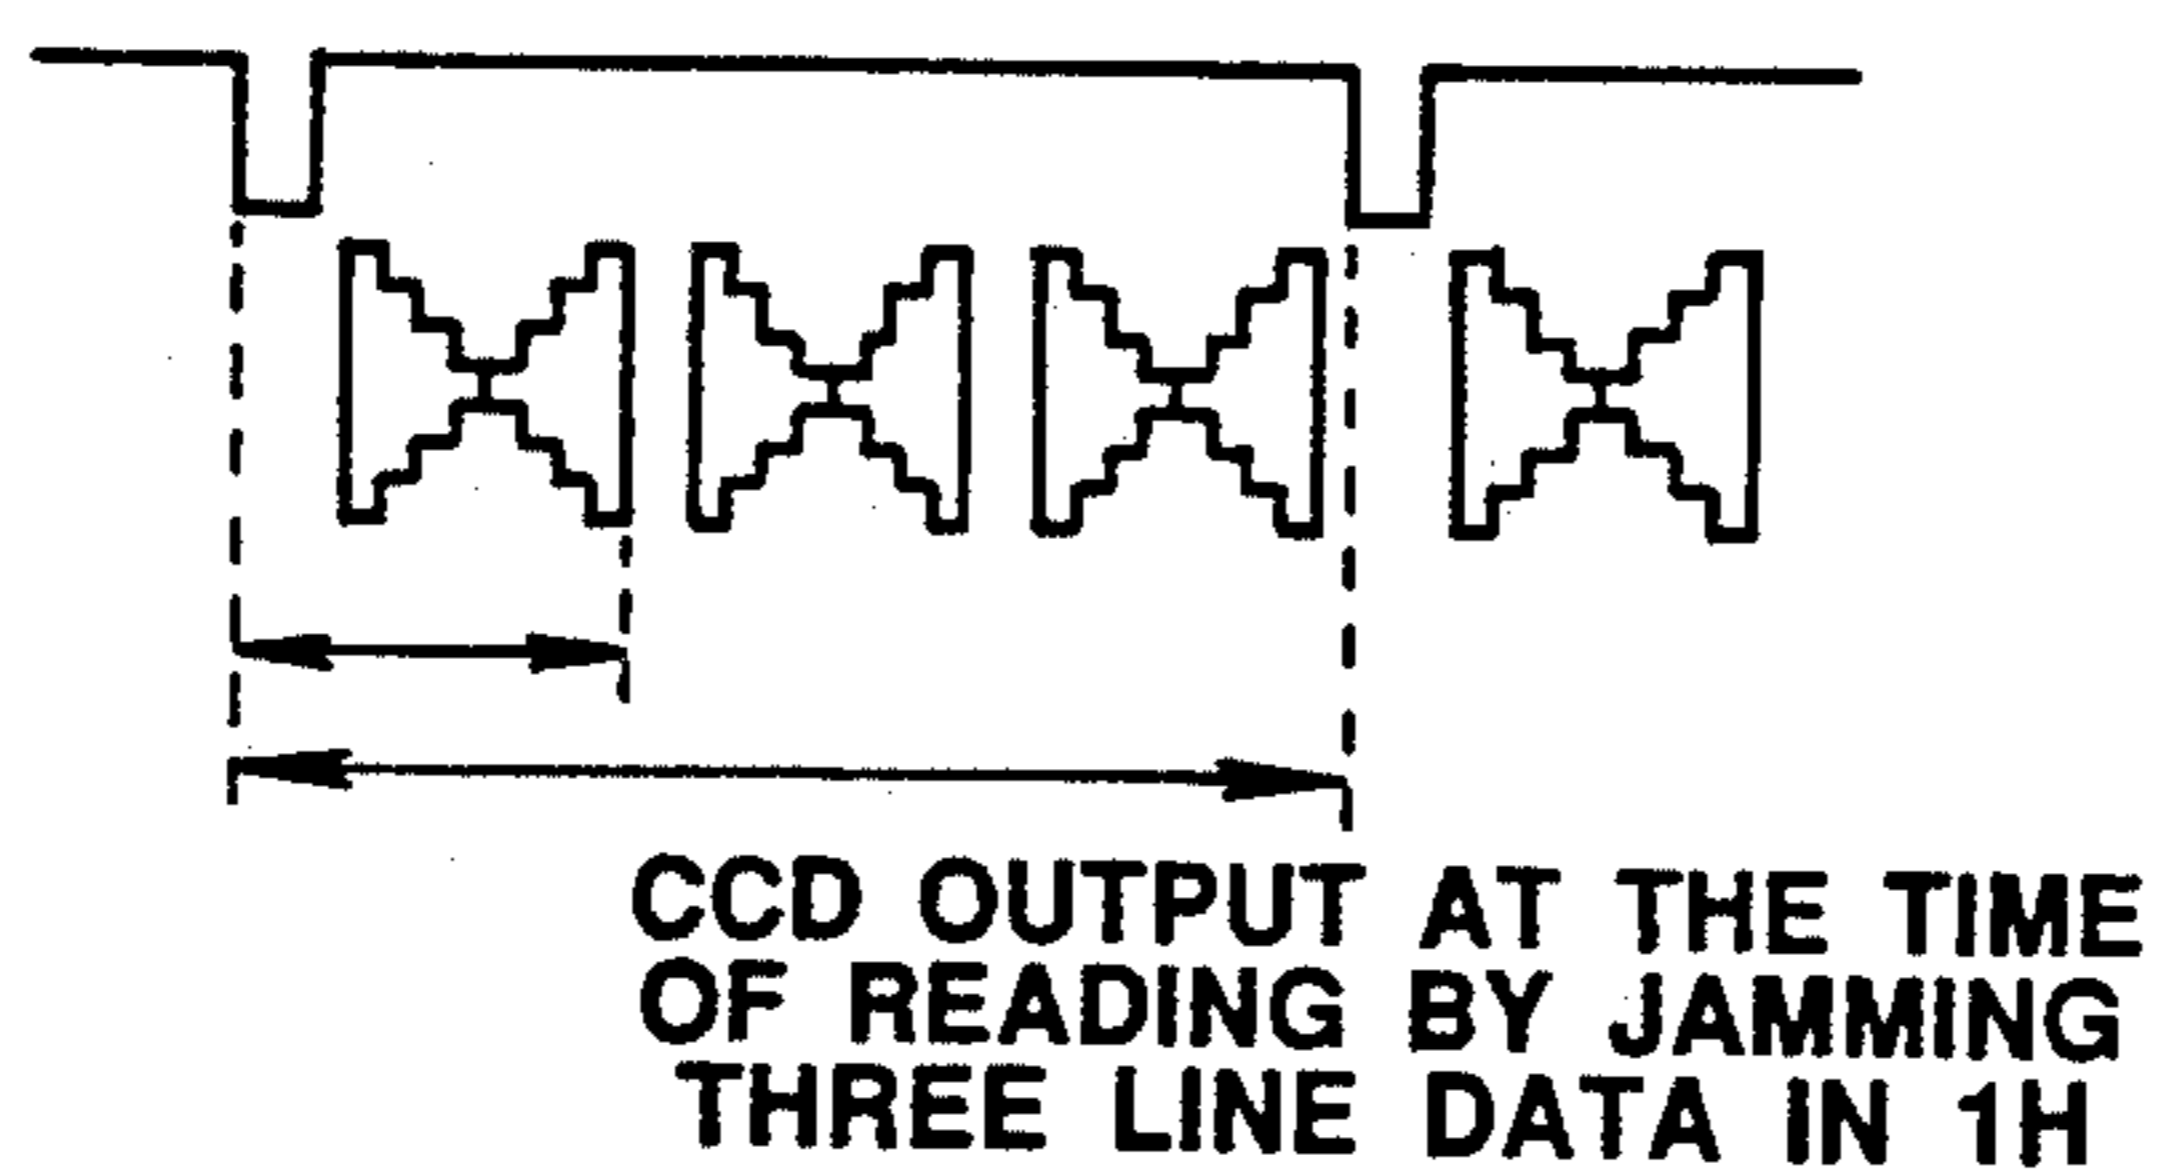 CCD OUTPUT AT THE TIME
OF READING BY JAMMING
THREE LINE DATA IN 1H